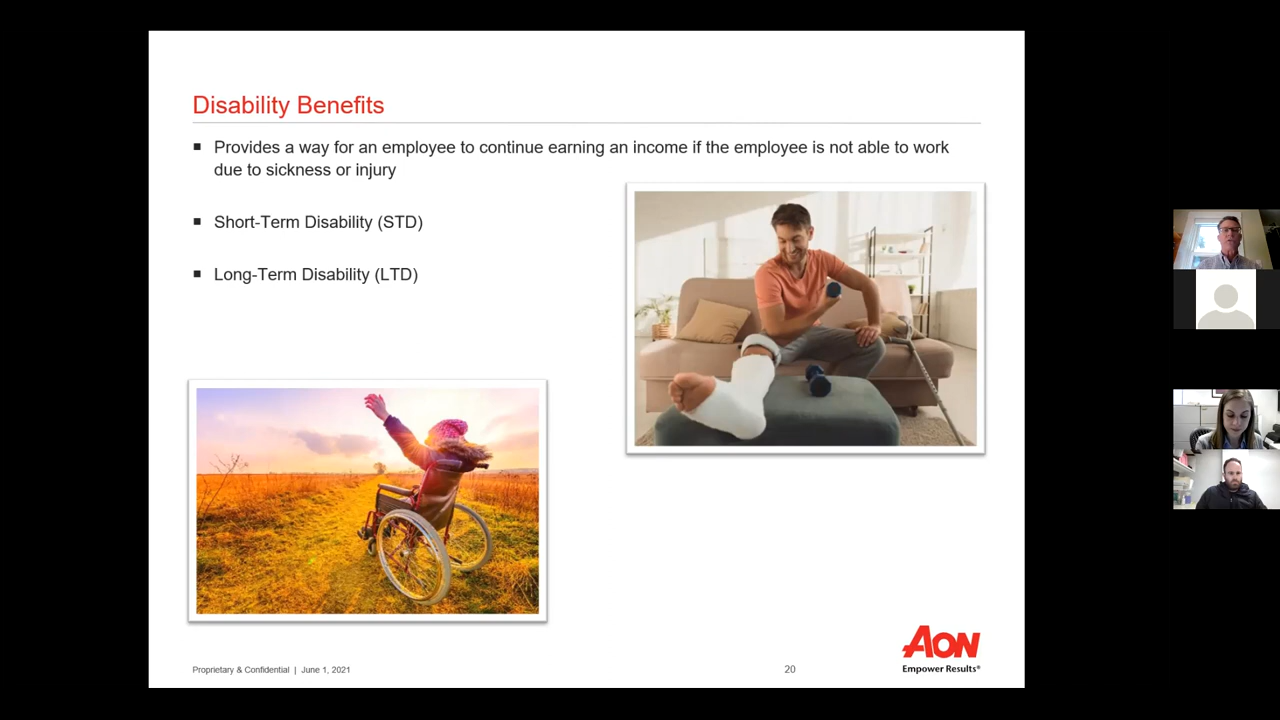 Disability Benefits
▪ Provides a way for an employee to continue earning an income if the employee is not able to work
due to sickness or injury
▪ Short-Term Disability (STD)
▪ Long-Term Disability (LTD)
Proprietary & Confidential | June 1, 2021
20
AON
Empower Results®